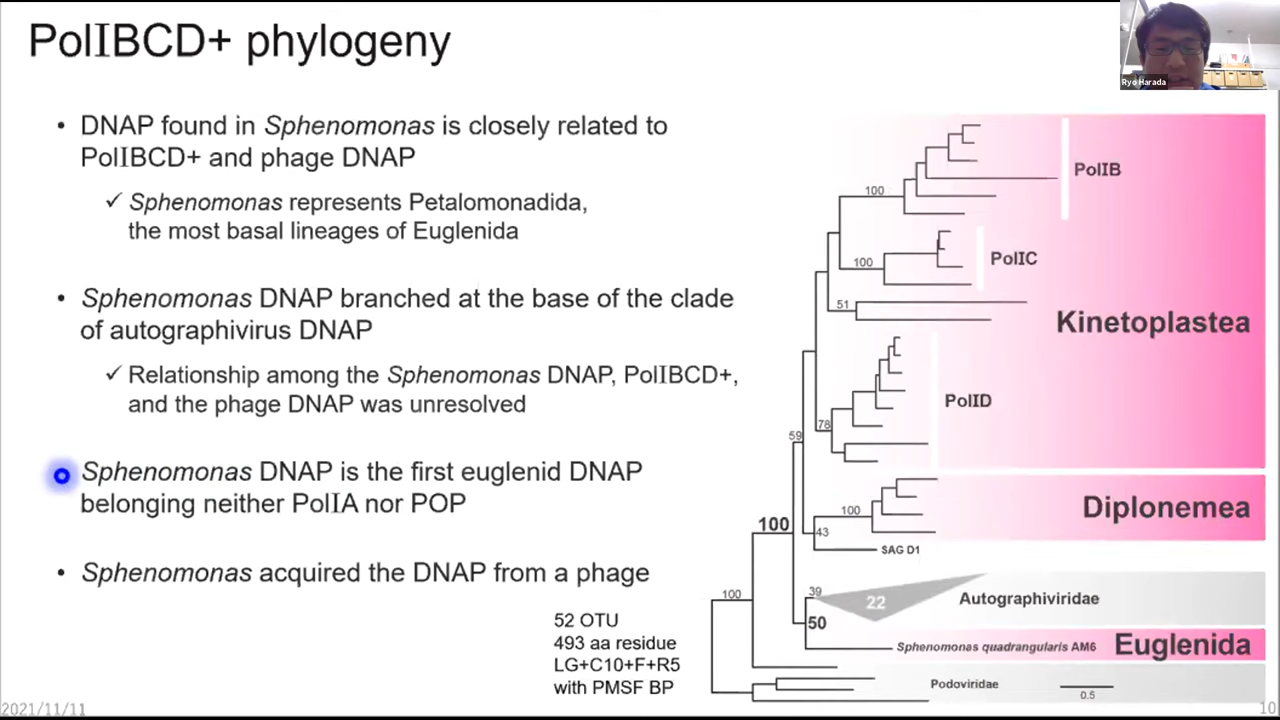 PolIBCD+ phylogeny
Ryo Harada
• DNAP found in Sphenomonas is closely related to
PolIBCD+ and phage DNAP
✓ Sphenomonas represents Petalomonadida,
the most basal lineages of Euglenida
• Sphenomonas DNAP branched at the base of the clade
of autographivirus DNAP
✓ Relationship among the Sphenomonas DNAP, PolIBCD+,
and the phage DNAP was unresolved
Sphenomonas DNAP is the first euglenid DNAP
belonging neither PolIA nor POP
• Sphenomonas acquired the DNAP from a phage
52 OTU
493 aa residue
LG+C10+F+R5
with PMSF BP
100
PolIB
100
PolIC
51
Kinetoplastea
78
PolID
59
100
Diplonemea
100
43
SAG D1
100
39
22
Autographiviridae
50
Sphenomonas quadrangularis AM6
Euglenida
Podoviridae
0.5
2021/11/11
10